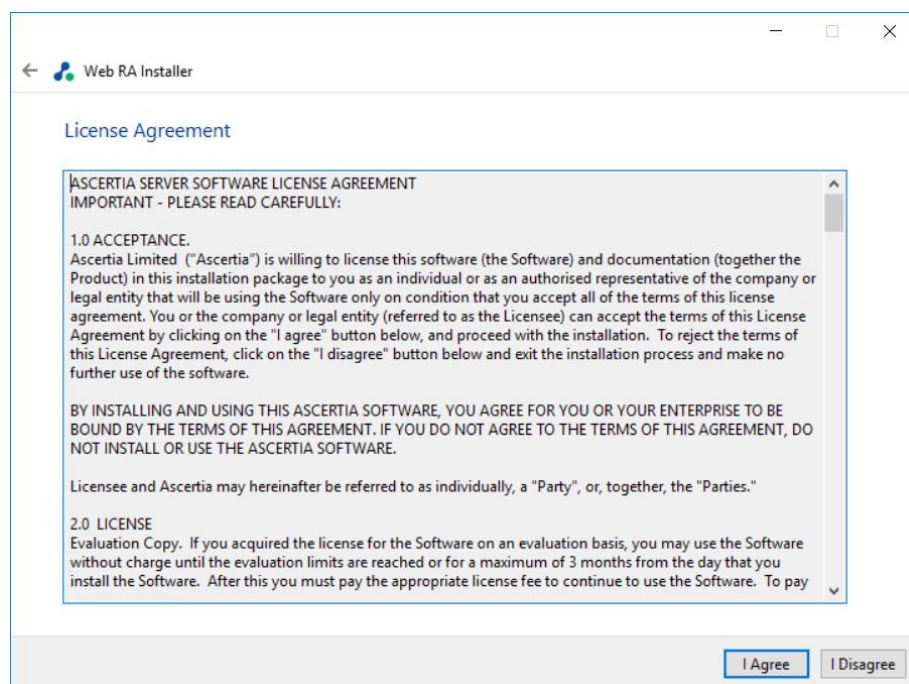 Web RA Installer
License Agreement
ASCERTIA SERVER SOFTWARE LICENSE AGREEMENT
IMPORTANT - PLEASE READ CAREFULLY:
1.0 ACCEPTANCE.
Ascertia Limited  ("Ascertia") is willing to license this software (the Software) and documentation (together the
Product) in this installation package to you as an individual or as an authorised representative of the company or
legal entity that will be using the Software only on condition that you accept all of the terms of this license
agreement. You or the company or legal entity (referred to as the Licensee) can accept the terms of this License
Agreement by clicking on the "I agree" button below, and proceed with the installation.  To reject the terms of
this License Agreement, click on the "I disagree" button below and exit the installation process and make no
further use of the software.
BY INSTALLING AND USING THIS ASCERTIA SOFTWARE, YOU AGREE FOR YOU OR YOUR ENTERPRISE TO BE
BOUND BY THE TERMS OF THIS AGREEMENT. IF YOU DO NOT AGREE TO THE TERMS OF THIS AGREEMENT, DO
NOT INSTALL OR USE THE ASCERTIA SOFTWARE.
Licensee and Ascertia may hereinafter be referred to as individually, a "Party", or, together, the "Parties."
2.0  LICENSE
Evaluation Copy.  If you acquired the license for the Software on an evaluation basis, you may use the Software
without charge until the evaluation limits are reached or for a maximum of 3 months from the day that you
install the Software.  After this you must pay the appropriate license fee to continue to use the Software.  To pay
I Agree
I Disagree